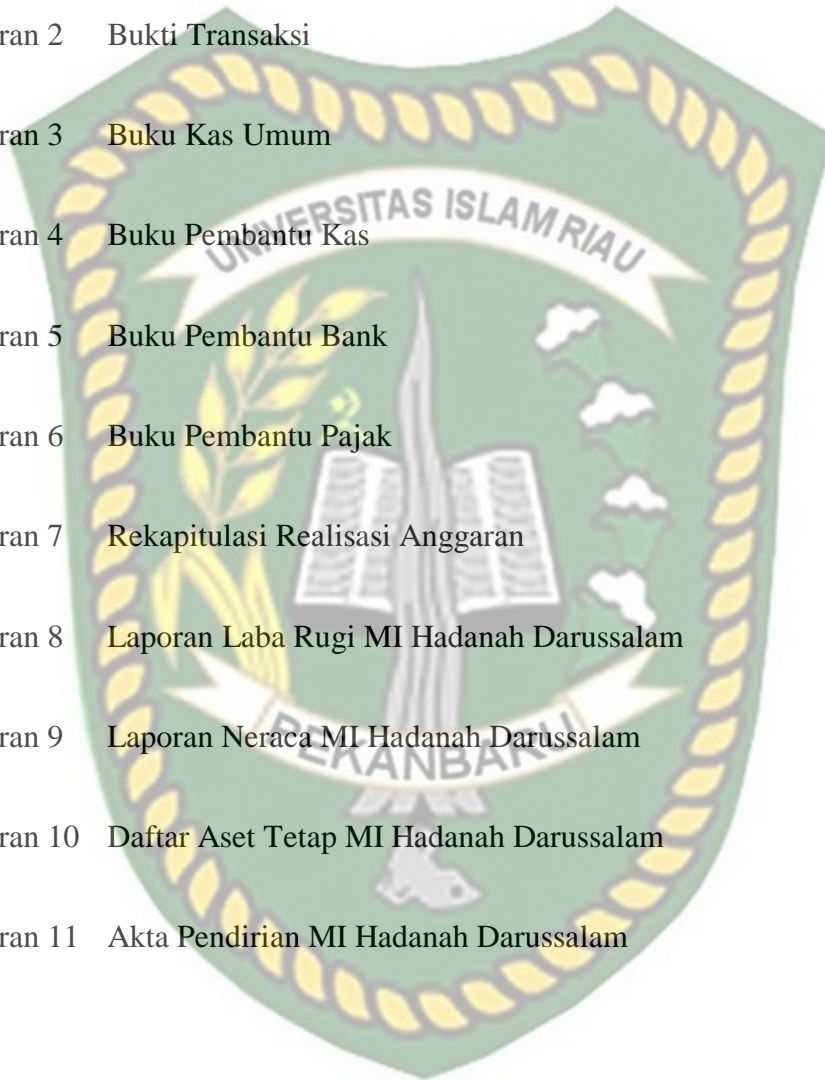 ran 2 Bukti Transaksi
ran 3 Buku Kas Umum
UNIVERSITAS ISLAM RIAU
ran 4 Buku Pembantu Kas
ran 5 Buku Pembantu Bank
ran 6 Buku Pembantu Pajak
ran 7 Rekapitulasi Realisasi Anggaran
ran 8 Laporan Laba Rugi MI Hadanah Darussalam
ran 9 Laporan Neraca MI Hadanah Darussalam
PEKANBARU
ran 10 Daftar Aset Tetap MI Hadanah Darussalam
ran 11 Akta Pendirian MI Hadanah Darussalam